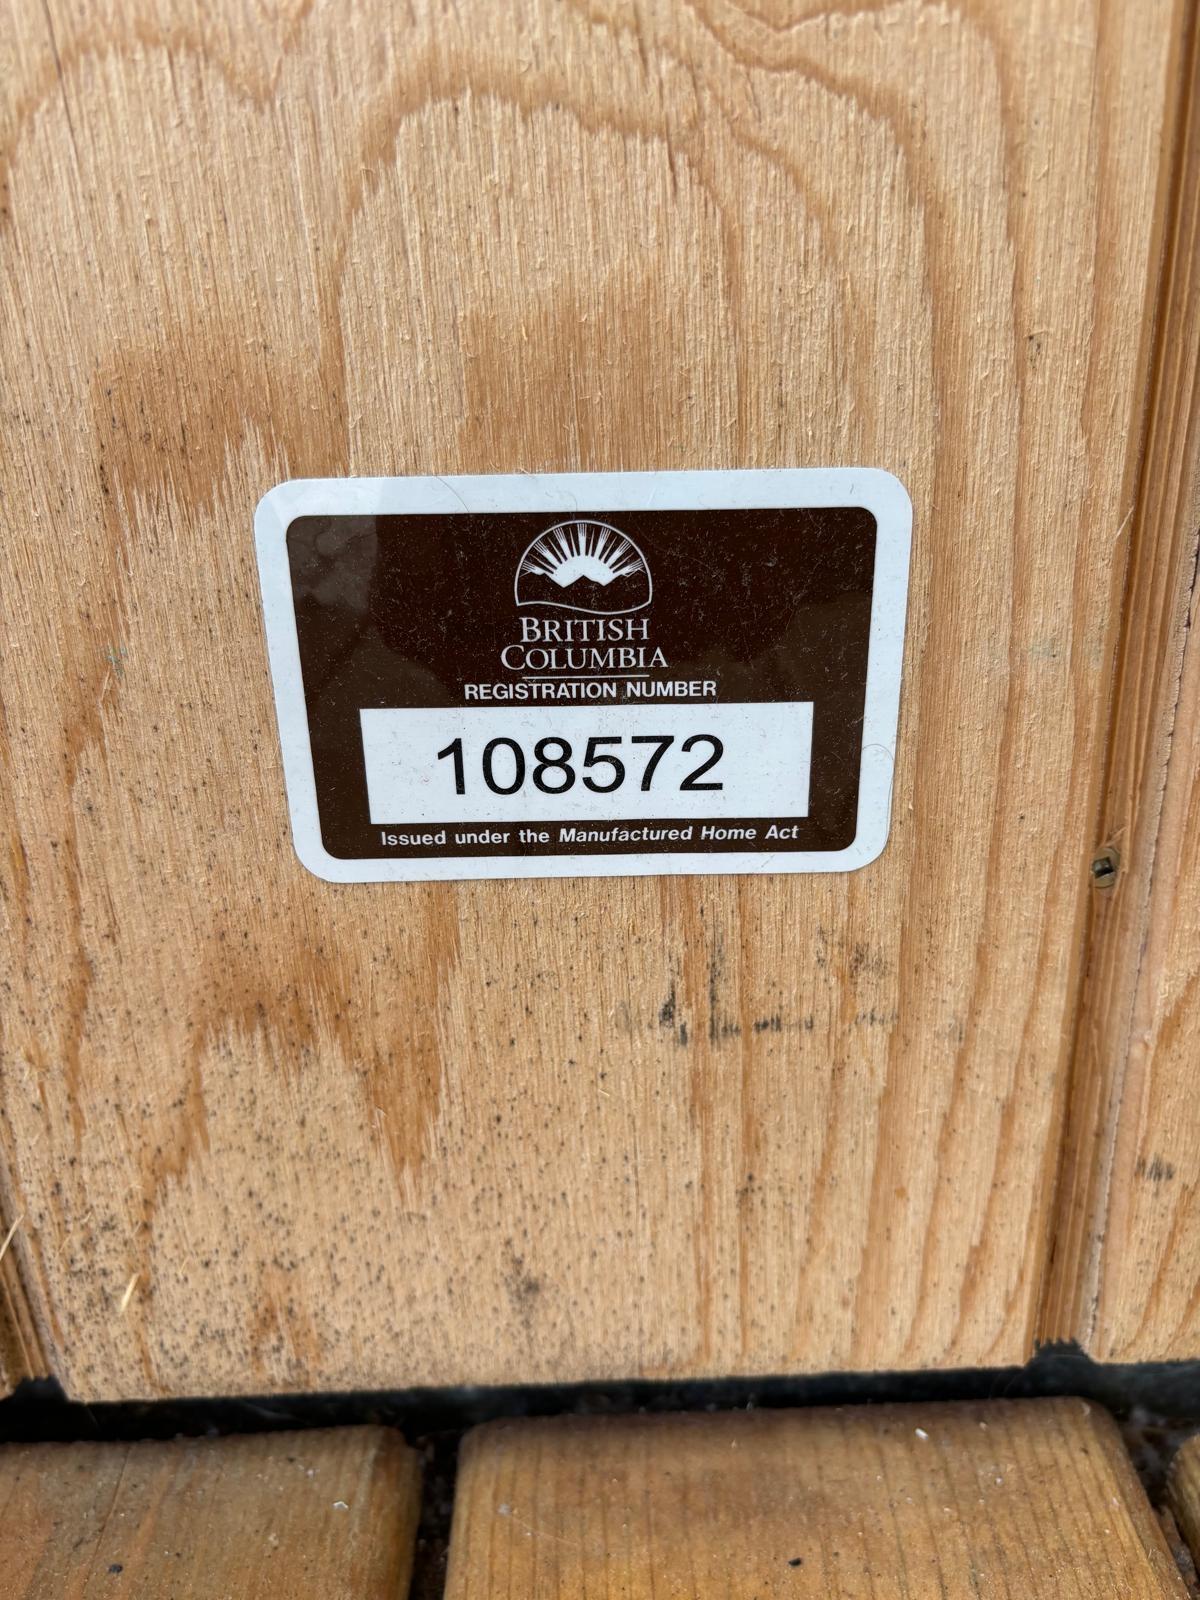 BRITISH
COLUMBIA
REGISTRATION NUMBER
108572
Issued under the Manufactured Home Act